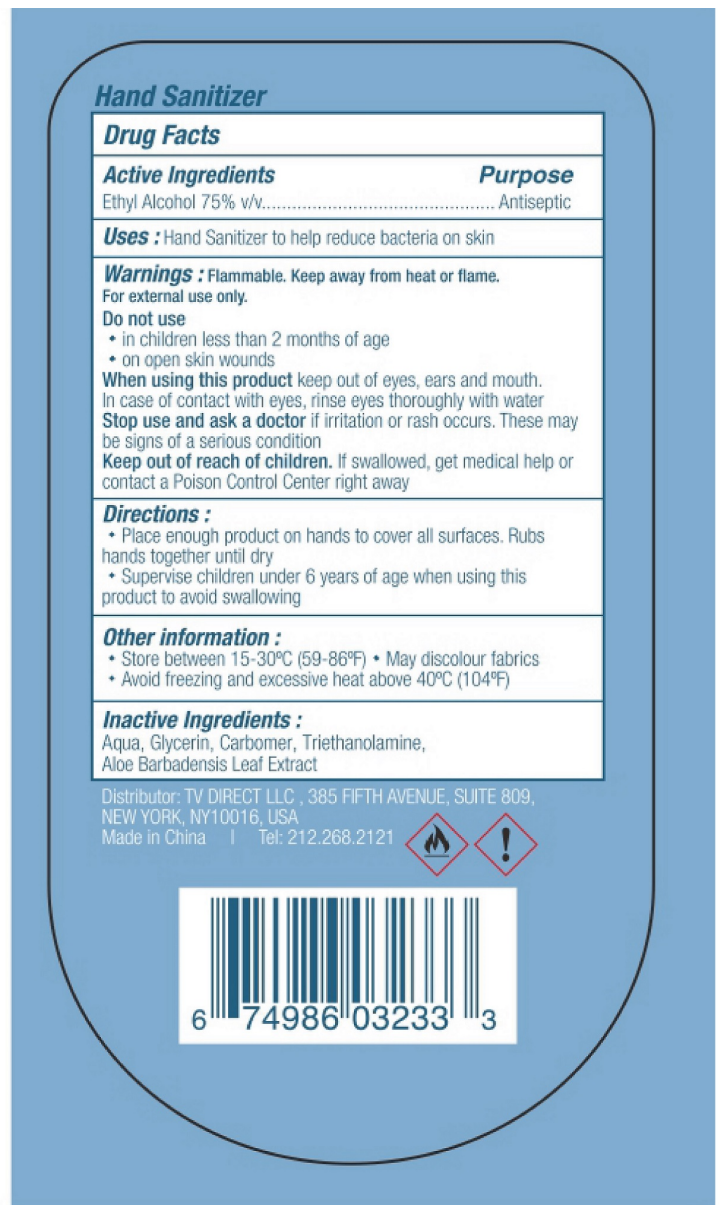 Hand Sanitizer
Drug Facts
Active Ingredients Purpose
Ethyl Alcohol 75% v/v............................................. Antiseptic
Uses : Hand Sanitizer to help reduce bacteria on skin
Warnings : Flammable. Keep away from heat or flame.
For external use only.
Do not use
• in children less than 2 months of age
• on open skin wounds
When using this product keep out of eyes, ears and mouth.
In case of contact with eyes, rinse eyes thoroughly with water
Stop use and ask a doctor if irritation or rash occurs. These may
be signs of a serious condition
Keep out of reach of children. If swallowed, get medical help or
contact a Poison Control Center right away
Directions :
• Place enough product on hands to cover all surfaces. Rubs
hands together until dry
• Supervise children under 6 years of age when using this
product to avoid swallowing
Other information :
• Store between 15-30ºC (59-86ºF) • May discolour fabrics
• Avoid freezing and excessive heat above 40ºC (104ºF)
Inactive Ingredients :
Aqua, Glycerin, Carbomer, Triethanolamine,
Aloe Barbadensis Leaf Extract
Distributor: TV DIRECT LLC , 385 FIFTH AVENUE, SUITE 809,
NEW YORK, NY10016, USA
Made in China | Tel: 212.268.2121
6 74986 03233 3